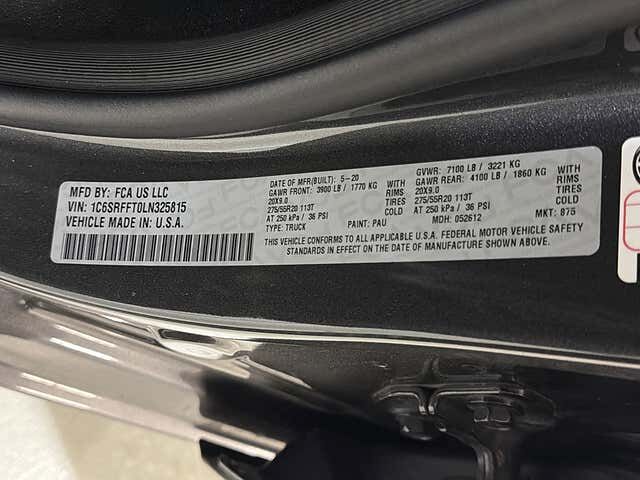 MFD BY: FCA US LLC
VIN: 1C6SRFFT0LN325815
VEHICLE MADE IN: U.S.A.
DATE OF MFR(BUILT): 5-20
GAWR FRONT: 3900 LB / 1770 KG WITH
20X9.0 RIMS
275/55R20 113T TIRES
AT 250 kPa / 36 PSI COLD
TYPE: TRUCK PAINT: PAU
GVWR: 7100 LB / 3221 KG
GAWR REAR: 4100 LB / 1860 KG WITH
20X9.0 RIMS
275/55R20 113T TIRES
AT 250 kPa / 36 PSI COLD
MDH: 052612 MKT: 875
THIS VEHICLE CONFORMS TO ALL APPLICABLE U.S.A. FEDERAL MOTOR VEHICLE SAFETY
STANDARDS IN EFFECT ON THE DATE OF MANUFACTURE SHOWN ABOVE.